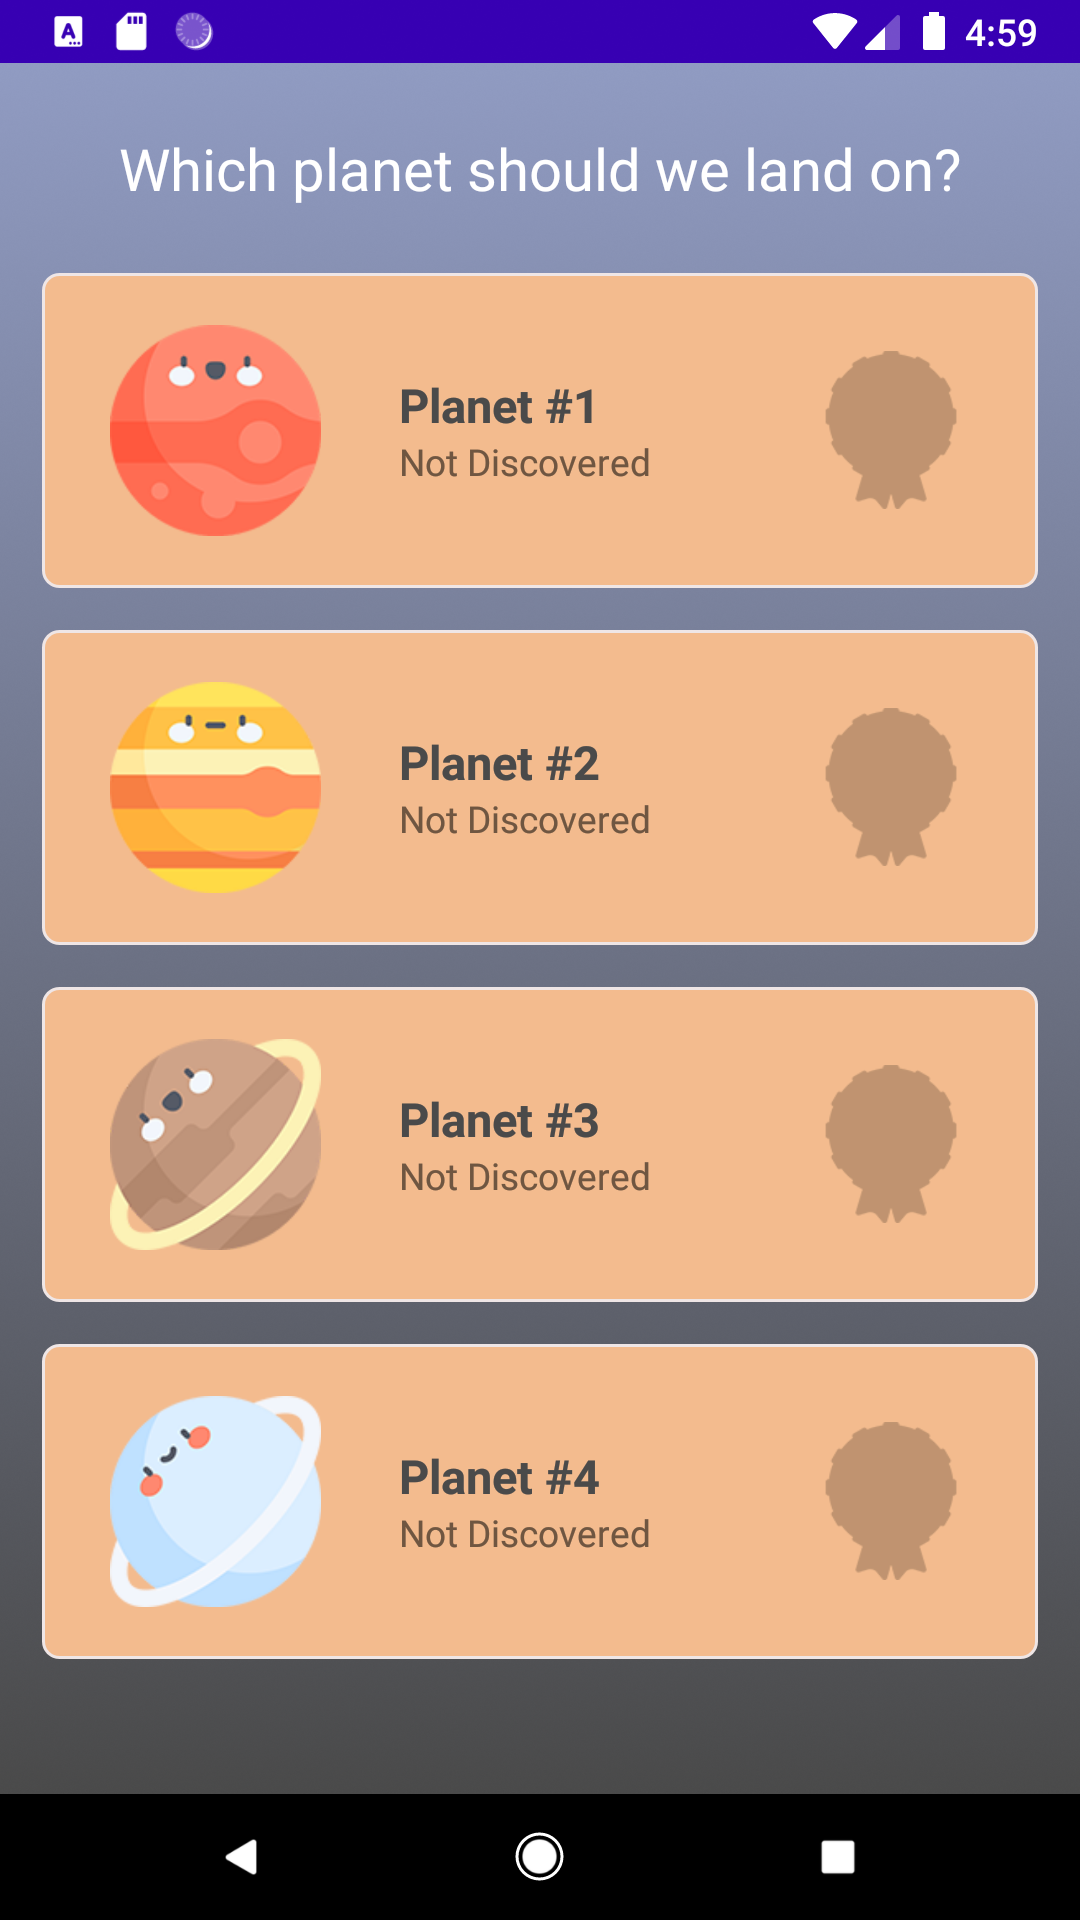 4:59
Which planet should we land on?
Planet #1
Not Discovered
Planet #2
Not Discovered
Planet #3
Not Discovered
Planet #4
Not Discovered